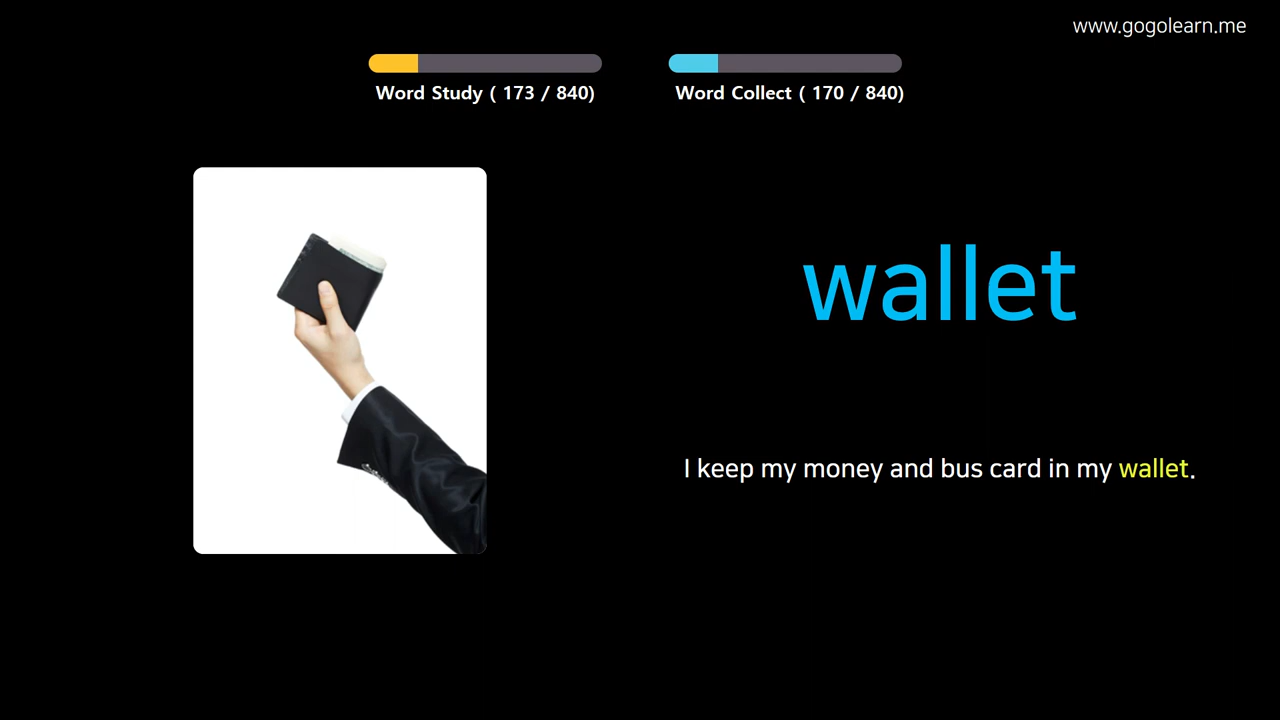 www.gogolearn.me
Word Study ( 173 / 840)
Word Collect ( 170 / 840)
wallet
I keep my money and bus card in my wallet.